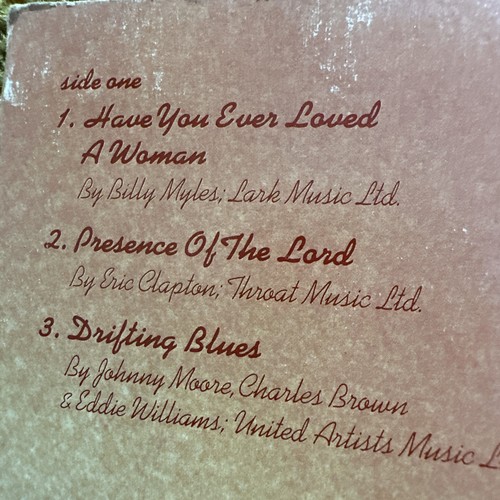 side one
1. Have You Ever Loved
A Woman
By Billy Myles; Lark Music Ltd.
2. Presence Of The Lord
By Eric Clapton; Throat Music Ltd.
3. Drifting Blues
By Johnny Moore, Charles Brown
& Eddie Williams; United Artists Music L